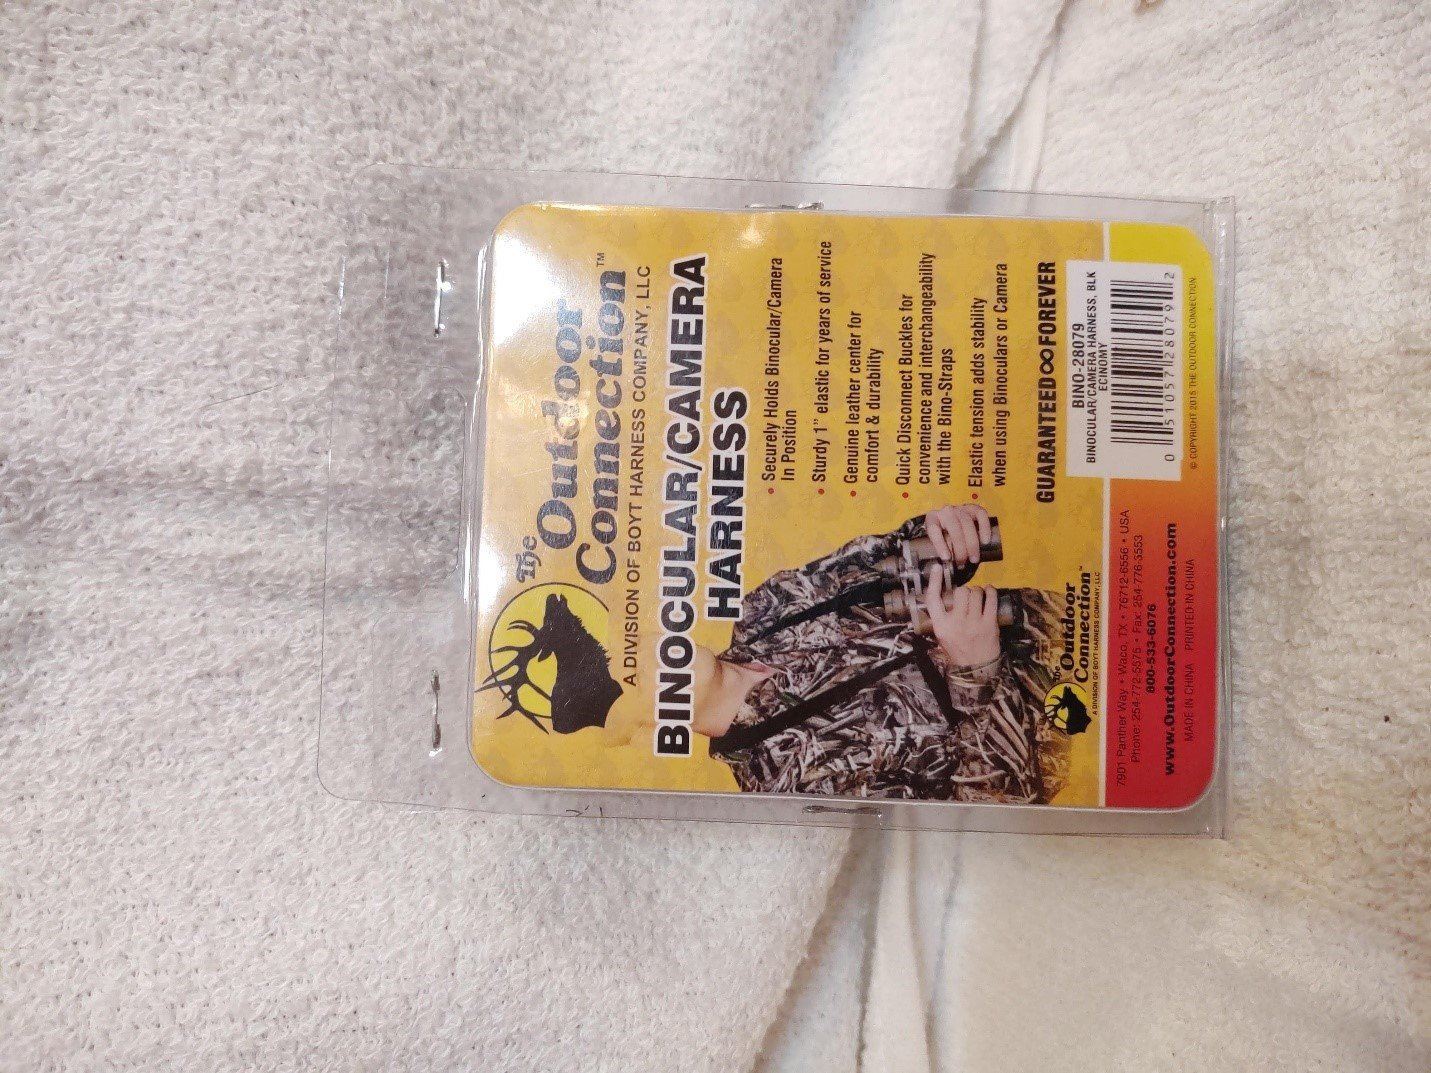 The
Outdoor
Connection™
A DIVISION OF BOYT HARNESS COMPANY, LLC
BINOCULAR/CAMERA
HARNESS
• Securely Holds Binocular/Camera
In Position
• Sturdy 1" elastic for years of service
• Genuine leather center for
comfort & durability
• Quick Disconnect Buckles for
convenience and interchangeability
with the Bino-Straps
• Elastic tension adds stability
when using Binoculars or Camera
GUARANTEED∞FOREVER
The
Outdoor
Connection™
A DIVISION OF BOYT HARNESS COMPANY, LLC
BINO-28079
BINOCULAR/CAMERA HARNESS, BLK
ECINOMY
0 51057 28079 2
© COPYRIGHT 2015 THE OUTDOOR CONNECTION
7901 Panther Way • Waco, TX • 76712-6556 • USA
Phone: 254-772-5575 • Fax: 254-776-3553
800-533-6076
www.OutdoorConnection.com
MADE IN CHINA PRINTED IN CHINA